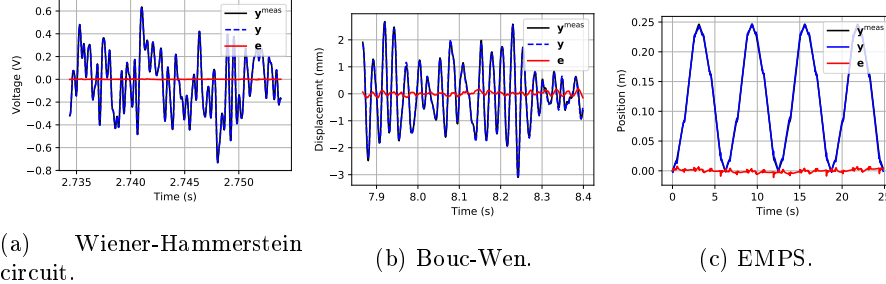 0.6
0.4
0.2
0.0
−0.2
−0.4
−0.6
−0.8
Voltage (V)
2.735
2.740
2.745
2.750
Time (s)
y^meas
y
e
2
1
0
−1
−2
−3
Displacement (mm)
7.9
8.0
8.1
8.2
8.3
8.4
Time (s)
y^meas
y
e
0.25
0.20
0.15
0.10
0.05
0.00
Position (m)
0
5
10
15
20
25
Time (s)
y^meas
y
e
(a) Wiener-Hammerstein
circuit.
(b) Bouc-Wen.
(c) EMPS.